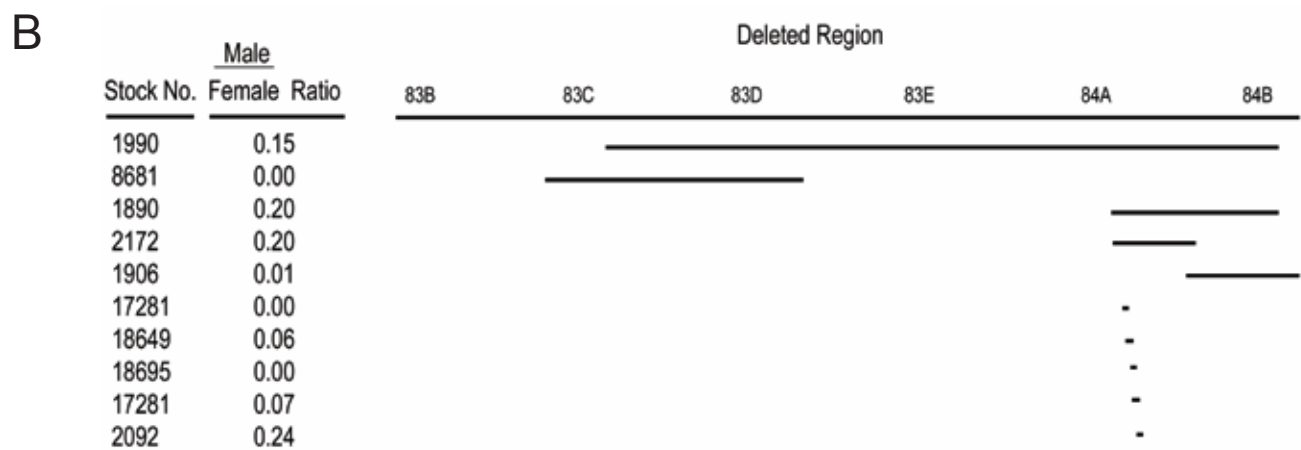 B
Deleted Region
Male
Stock No. Female Ratio 83B 83C 83D 83E 84A 84B
1990 0.15
8681 0.00
1890 0.20
2172 0.20
1906 0.01
17281 0.00
18649 0.06
18695 0.00
17281 0.07
2092 0.24